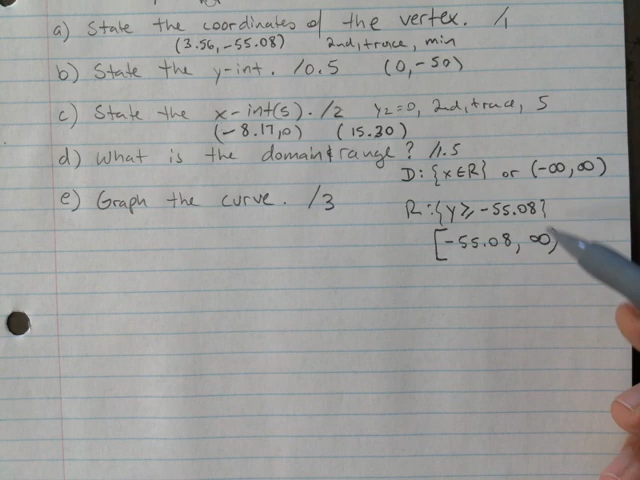 a) State the coordinates of the vertex. /1
(3.56, -55.08) 2nd, trace, min
b) State the y-int. /0.5 (0, -50)
c) State the x-int(s). /2 y2=0, 2nd, trace, 5
(-8.17, 0) (15.30)
d) What is the domain & range? /1.5
D: {x∈R} or (-∞, ∞)
e) Graph the curve. /3
R: {y ≥ -55.08}
[-55.08, ∞)